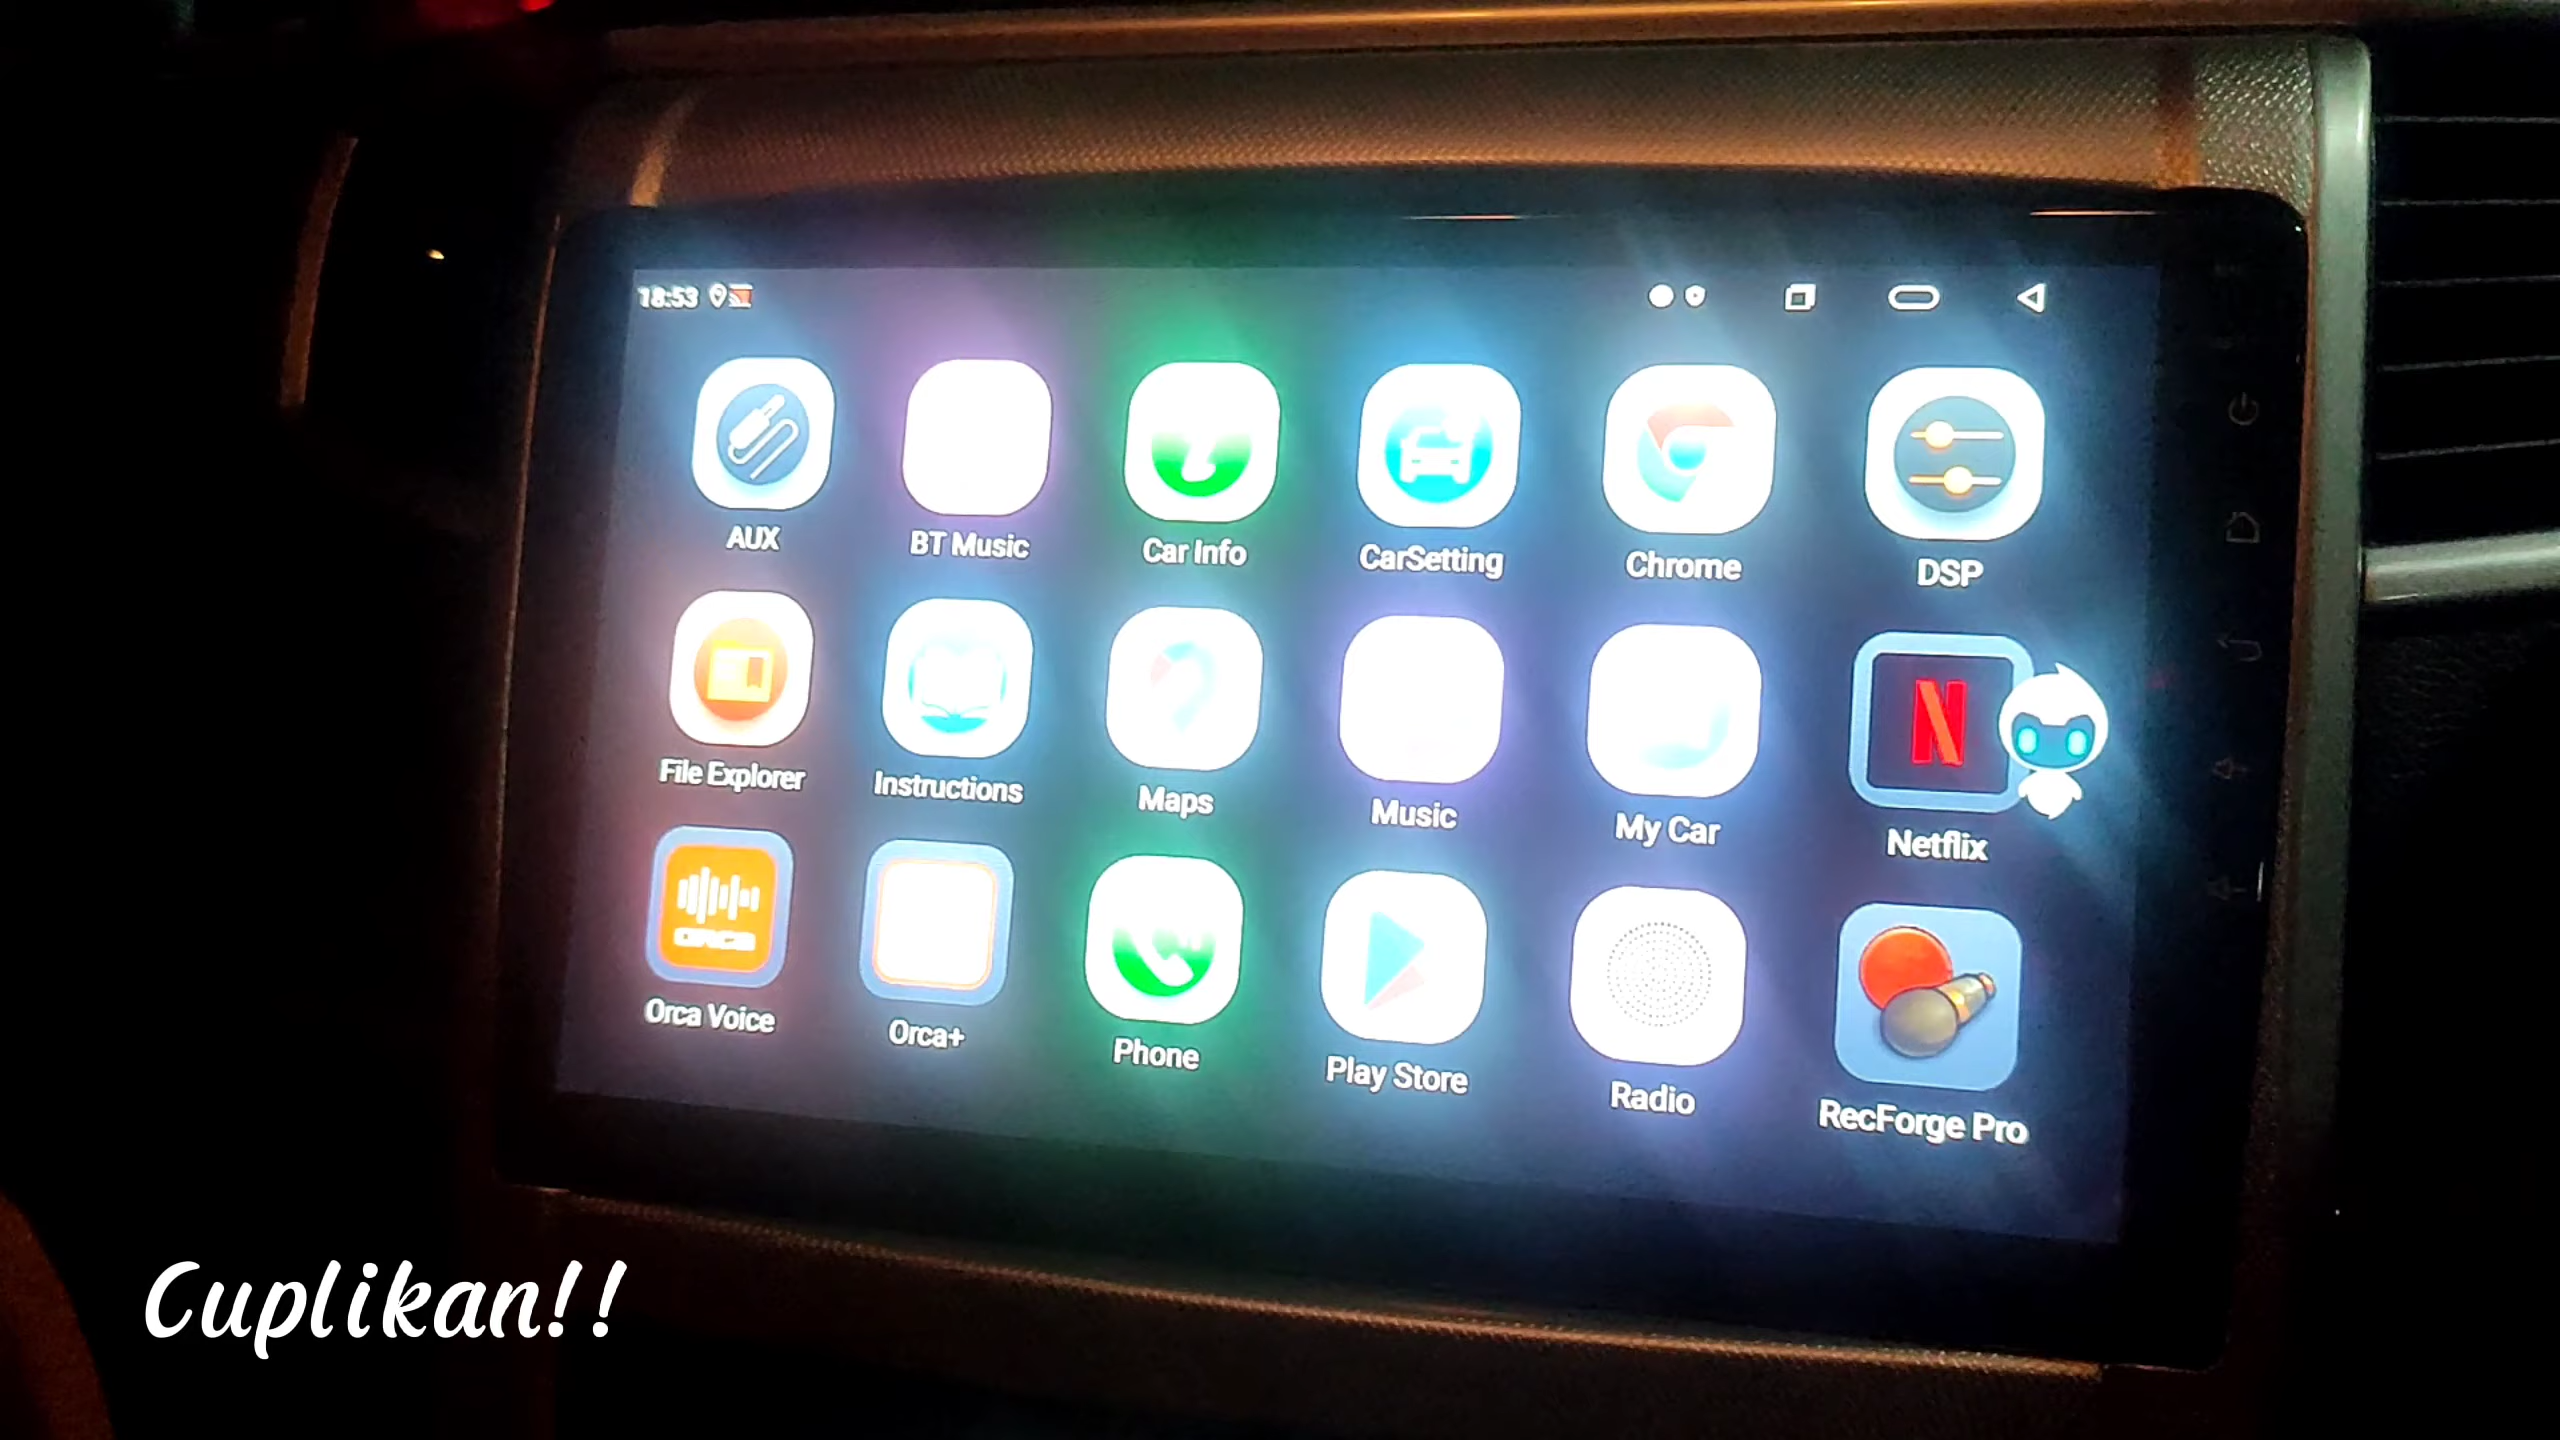 18:53
AUX
BT Music
Car Info
CarSetting
Chrome
DSP
File Explorer
Instructions
Maps
Music
My Car
N
Netflix
orca
Orca Voice
Orca+
Phone
Play Store
Radio
RecForge Pro
Cuplikan!!